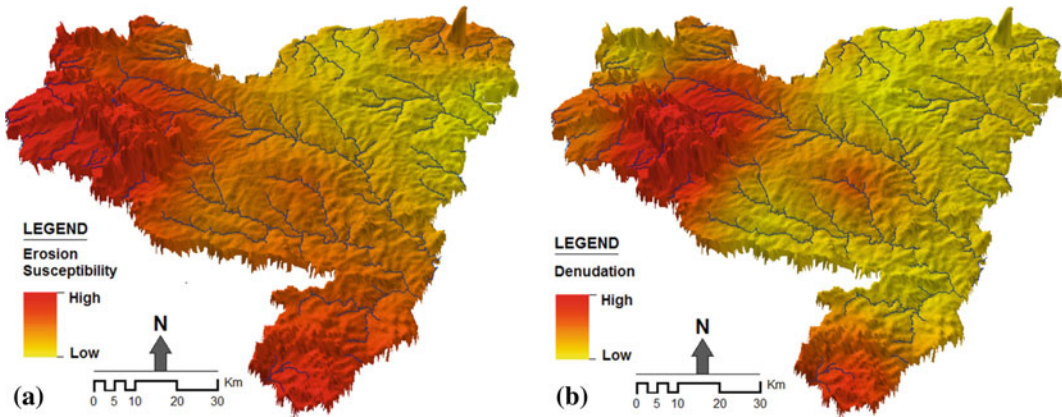 LEGEND
Erosion
Susceptibility
High
Low
N
Km
0 5 10 20 30
(a)
LEGEND
Denudation
High
Low
N
Km
0 5 10 20 30
(b)